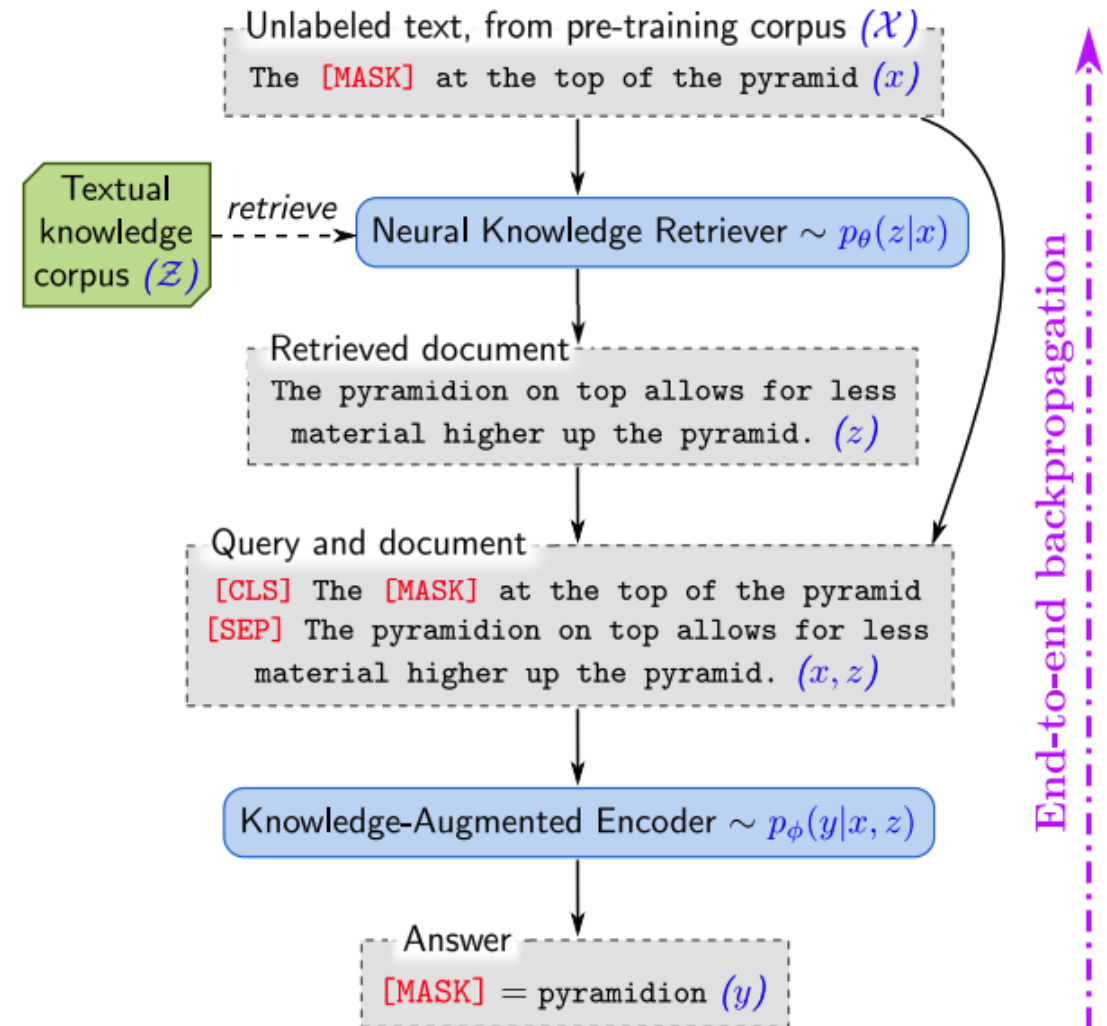 Unlabeled text, from pre-training corpus (𝒳)
The [MASK] at the top of the pyramid (x)
Textual
knowledge
corpus (𝒵)
retrieve
Neural Knowledge Retriever ∼ pθ(z|x)
Retrieved document
The pyramidion on top allows for less
material higher up the pyramid. (z)
Query and document
[CLS] The [MASK] at the top of the pyramid
[SEP] The pyramidion on top allows for less
material higher up the pyramid. (x, z)
Knowledge-Augmented Encoder ∼ pϕ(y|x, z)
Answer
[MASK] = pyramidion (y)
End-to-end backpropagation